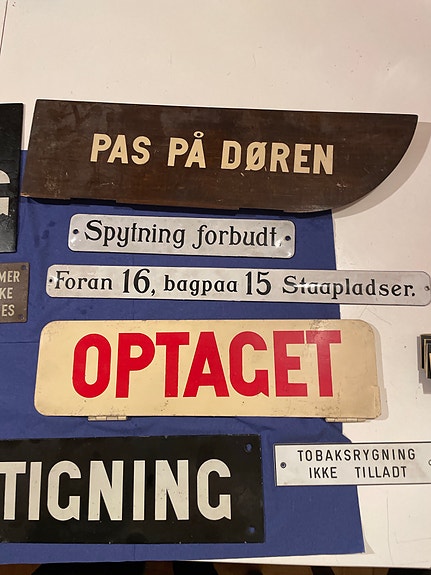 PAS PÅ DØREN
Spytning forbudt.
Foran 16, bagpaa 15 Staapladser.
OPTAGET
TIGNING
TOBAKSRYGNING
IKKE TILLADT